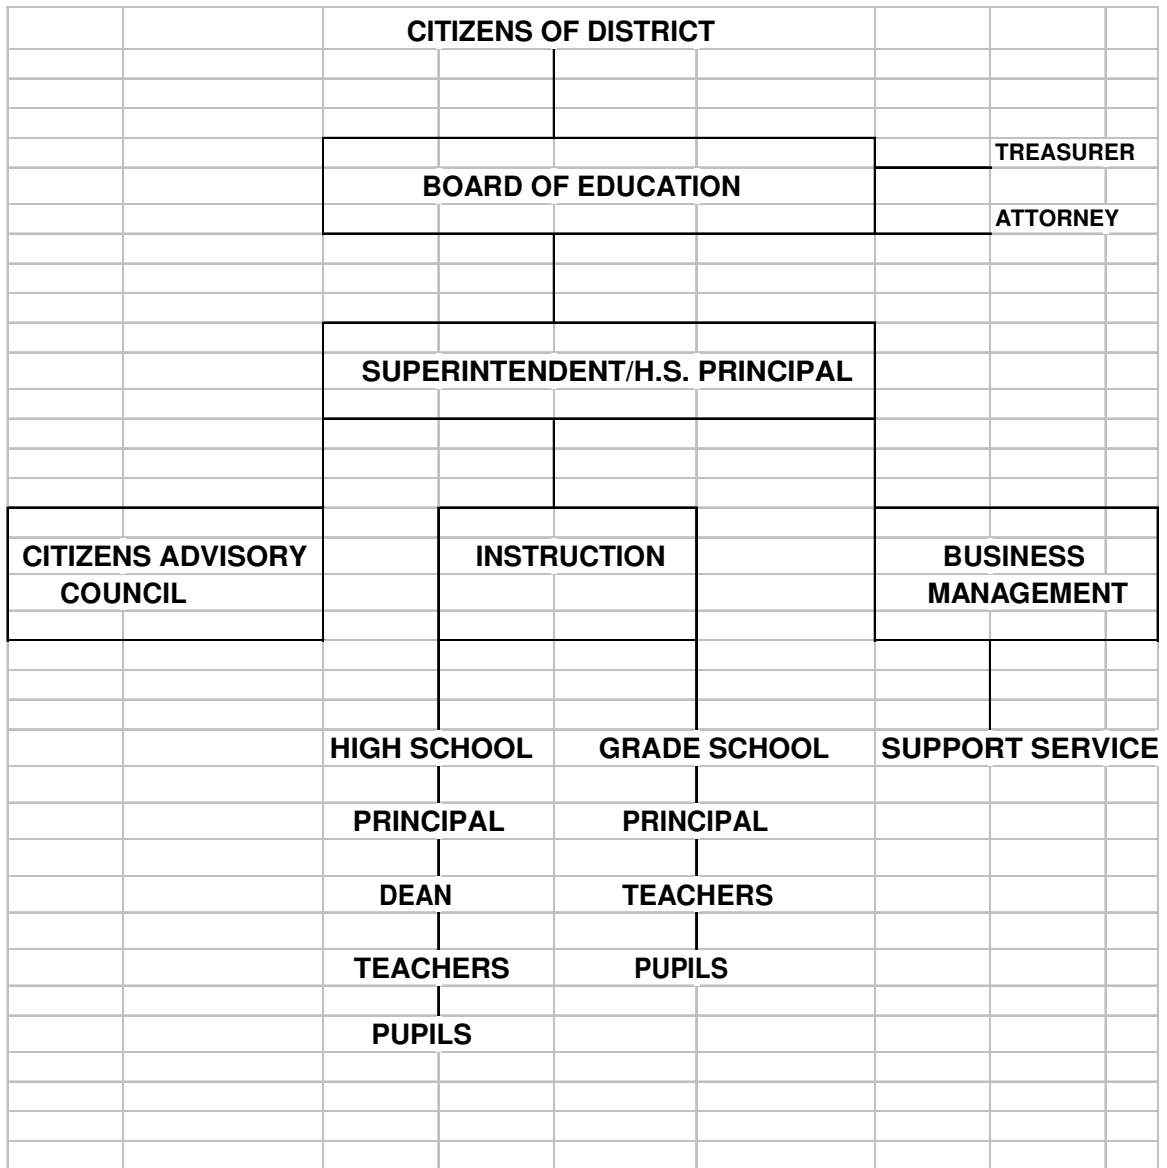 CITIZENS OF DISTRICT
TREASURER
BOARD OF EDUCATION
ATTORNEY
SUPERINTENDENT/H.S. PRINCIPAL
CITIZENS ADVISORY
COUNCIL
INSTRUCTION
BUSINESS
MANAGEMENT
HIGH SCHOOL
GRADE SCHOOL
SUPPORT SERVICE
PRINCIPAL
PRINCIPAL
DEAN
TEACHERS
TEACHERS
PUPILS
PUPILS